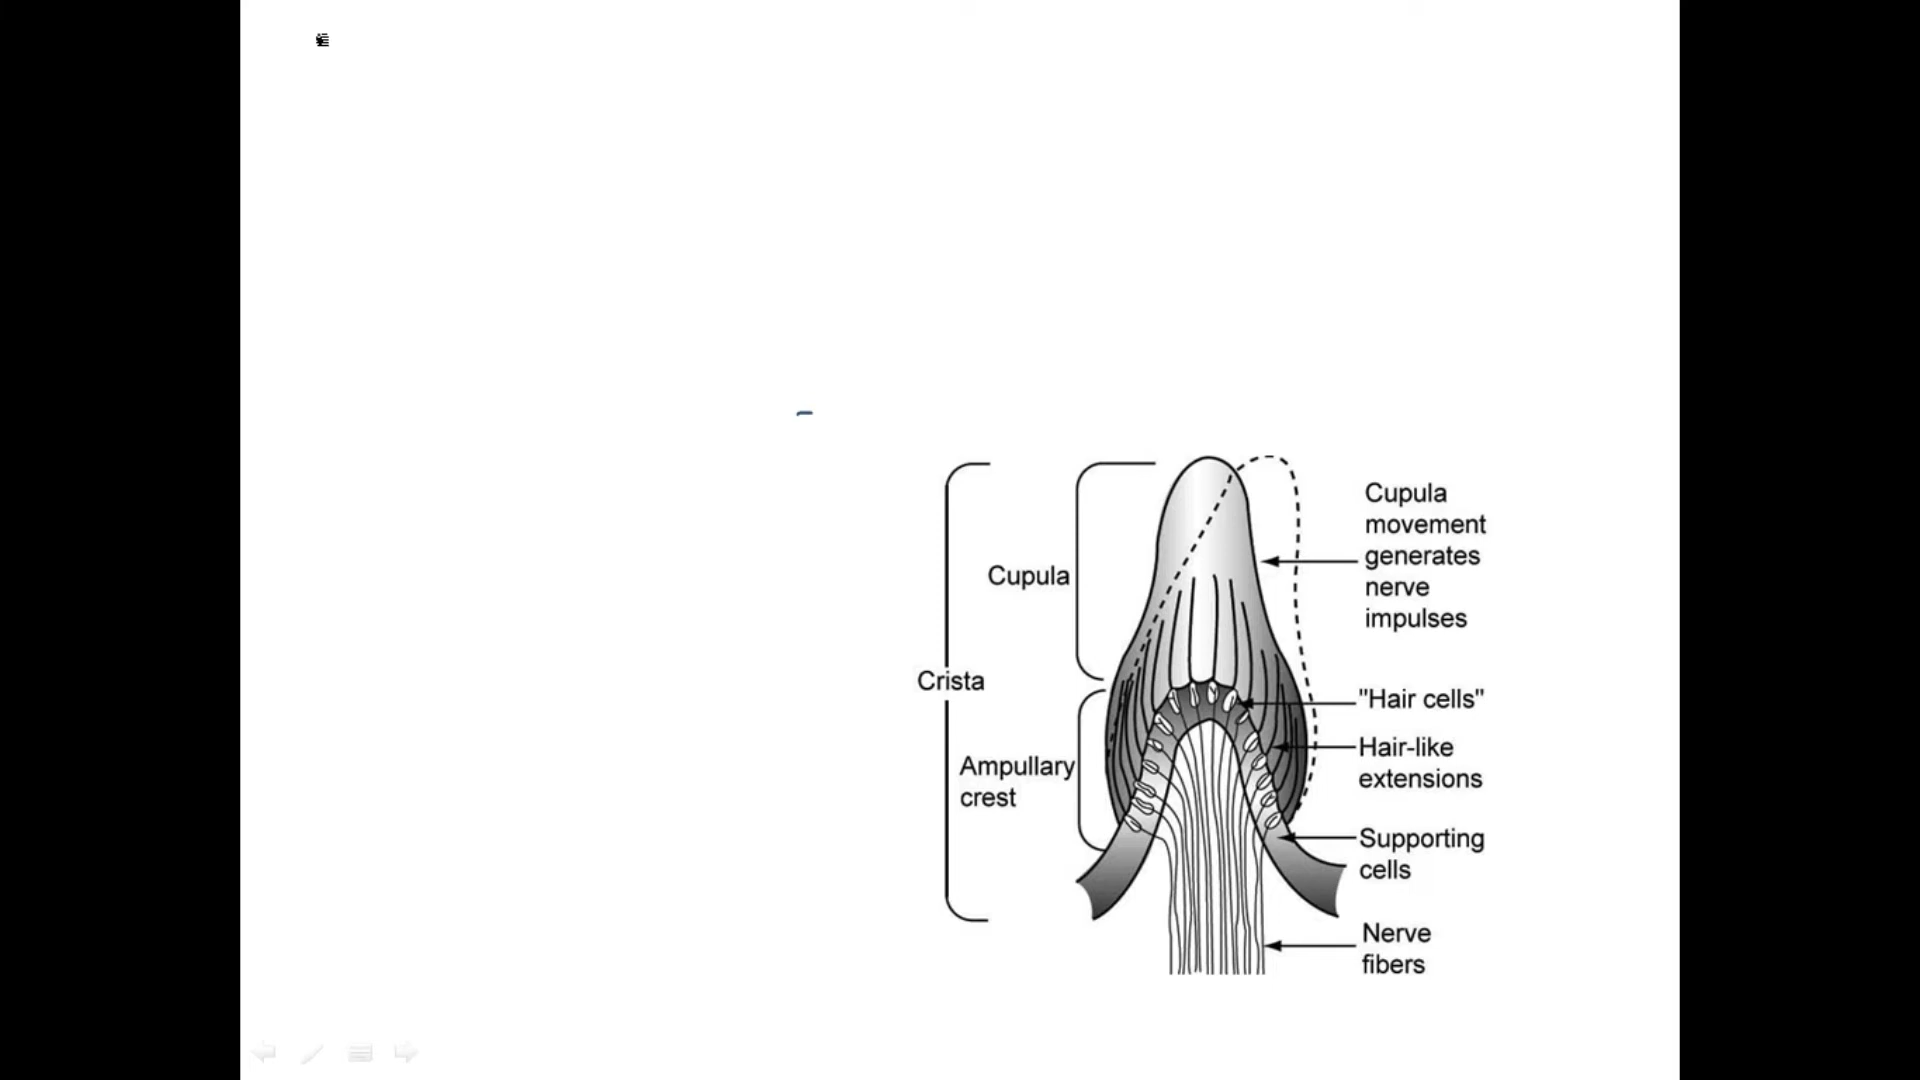 Cupula
movement
generates
nerve
impulses
Cupula
Crista
"Hair cells"
Hair-like
extensions
Ampullary
crest
Supporting
cells
Nerve
fibers